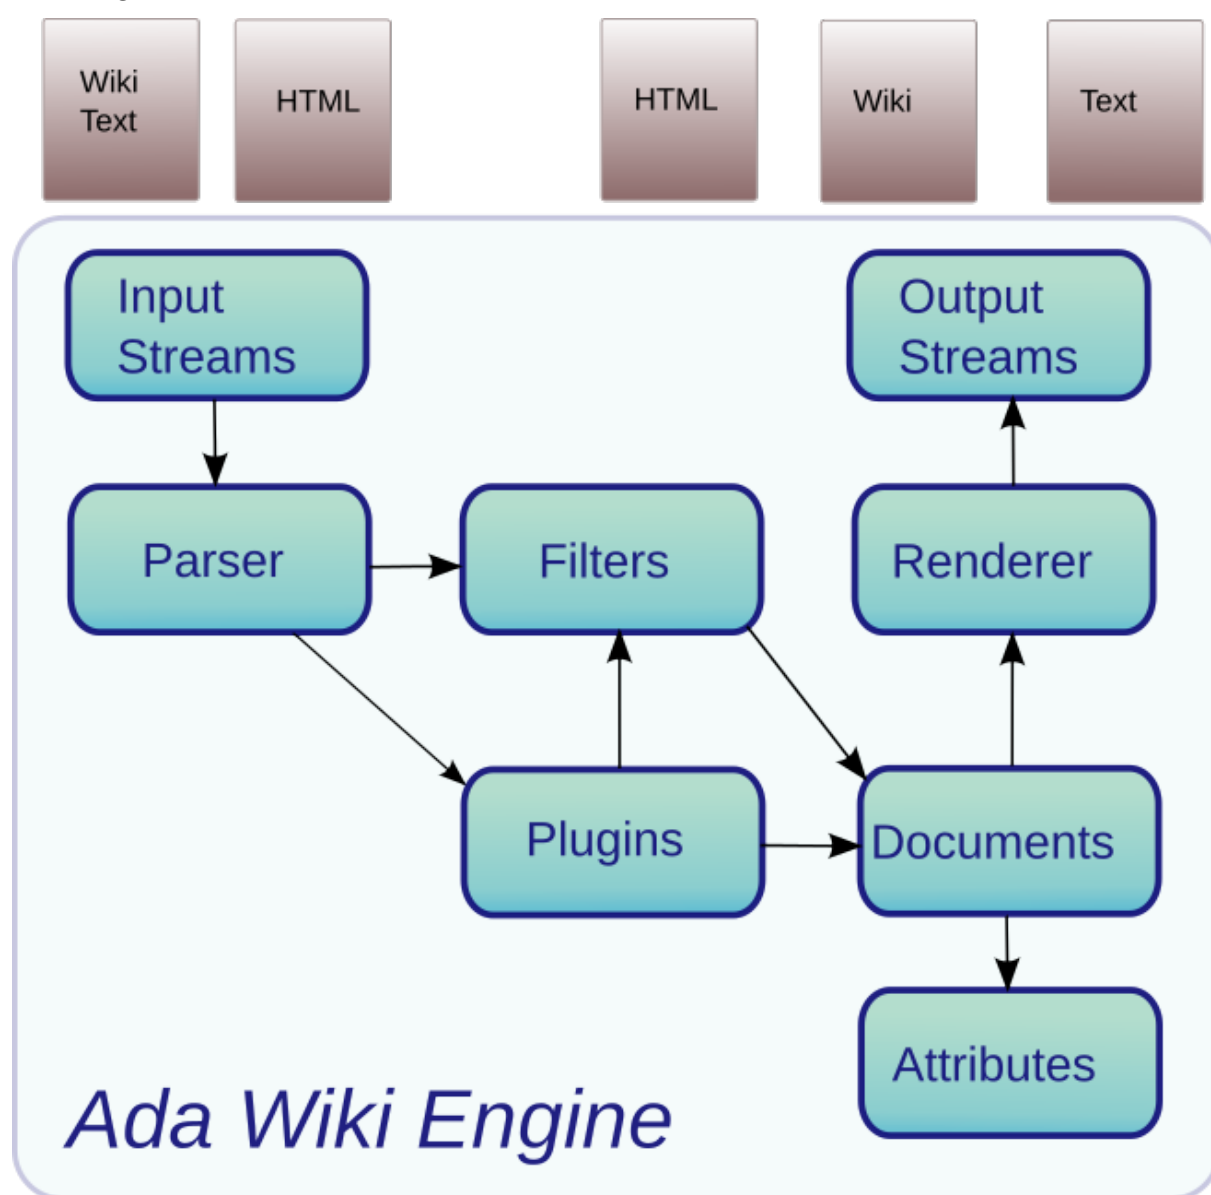 Wiki
Text
HTML
HTML
Wiki
Text
Input
Streams
Output
Streams
Parser
Filters
Renderer
Plugins
Documents
Attributes
Ada Wiki Engine